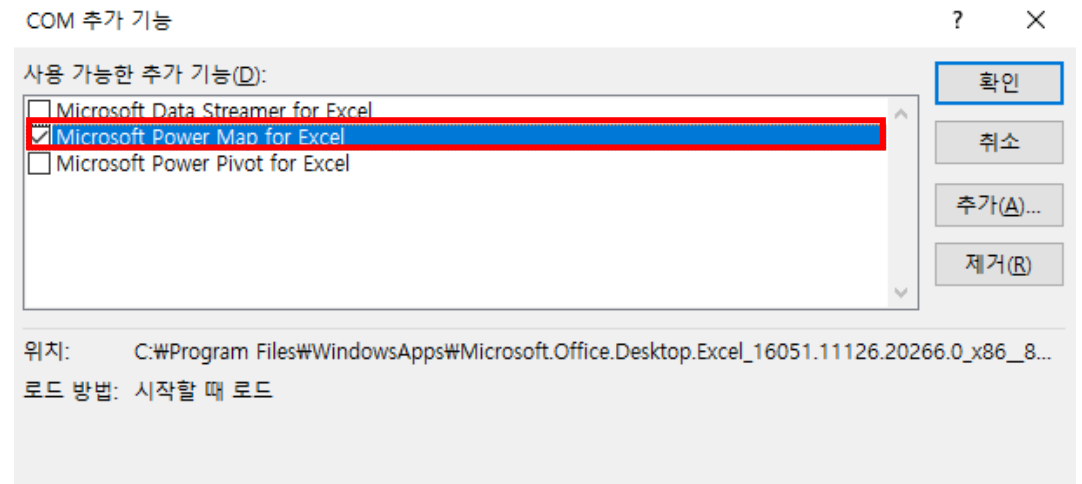 COM 추가 기능
사용 가능한 추가 기능(D):
Microsoft Data Streamer for Excel
Microsoft Power Map for Excel
Microsoft Power Pivot for Excel
확인
취소
추가(A)...
제거(R)
위치: C:₩Program Files₩WindowsApps₩Microsoft.Office.Desktop.Excel_16051.11126.20266.0_x86__8...
로드 방법: 시작할 때 로드